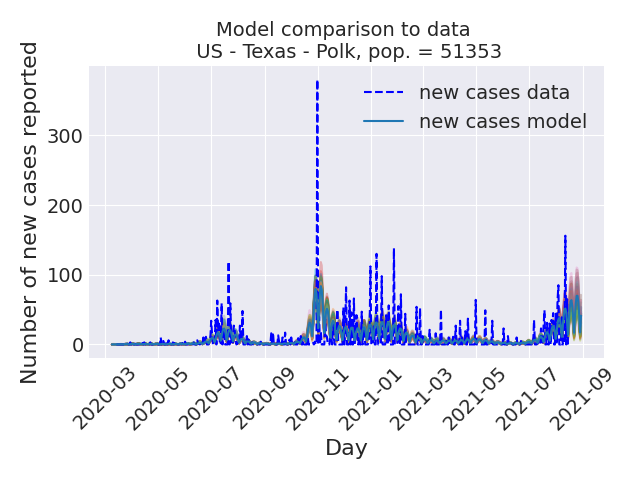 Model comparison to data
US - Texas - Polk, pop. = 51353
Number of new cases reported
300
200
100
0
new cases data
new cases model
2020-03
2020-05
2020-07
2020-09
2020-11
2021-01
2021-03
2021-05
2021-07
2021-09
Day